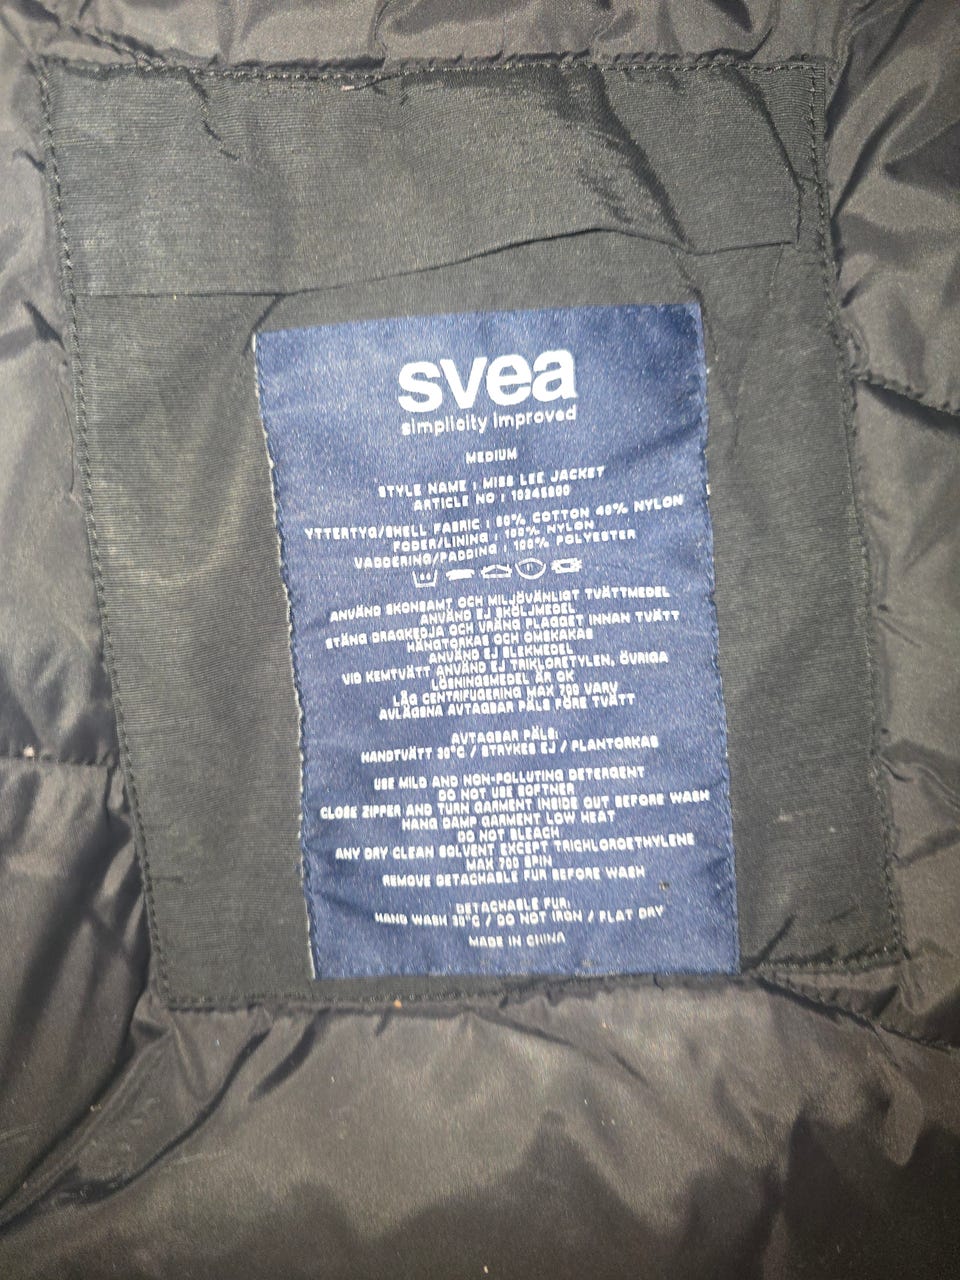 svea
simplicity improved
MEDIUM
STYLE NAME : MISS LEE JACKET
ARTICLE NO :
YTTERTYG/SHELL FABRIC : 60% COTTON 40% NYLON
FODER/LINING : 100% NYLON
VADDERING/PADDING : 100% POLYESTER
ANVÄND SKONSAMT OCH MILJÖVÄNLIGT TVÄTTMEDEL
ANVÄND EJ SKÖLJMEDEL
STÄNG DRAGKEDJA OCH VRÄNG PLAGGET INNAN TVÄTT
HÄNGTORKAS OCH OMSKAKAS
ANVÄND EJ BLEKMEDEL
VID KEMTVÄTT ANVÄND EJ TRIKLORETYLEN, ÖVRIGA
LÖSNINGSMEDEL ÄR OK
LÅG CENTRIFUGERING MAX 700 VARV
AVLÄGSNA AVTAGBAR PÄLS FÖRE TVÄTT
AVTAGBAR PÄLS:
HANDTVÄTT 30°C / STRYKES EJ / PLANTORKAS
USE MILD AND NON-POLLUTING DETERGENT
DO NOT USE SOFTNER
CLOSE ZIPPER AND TURN GARMENT INSIDE OUT BEFORE WASH
HANG DAMP GARMENT LOW HEAT
DO NOT BLEACH
ANY DRY CLEAN SOLVENT EXCEPT TRICHLOROETHYLENE
MAX 700 SPIN
REMOVE DETACHABLE FUR BEFORE WASH
DETACHABLE FUR:
HAND WASH 30°C / DO NOT IRON / FLAT DRY
MADE IN CHINA